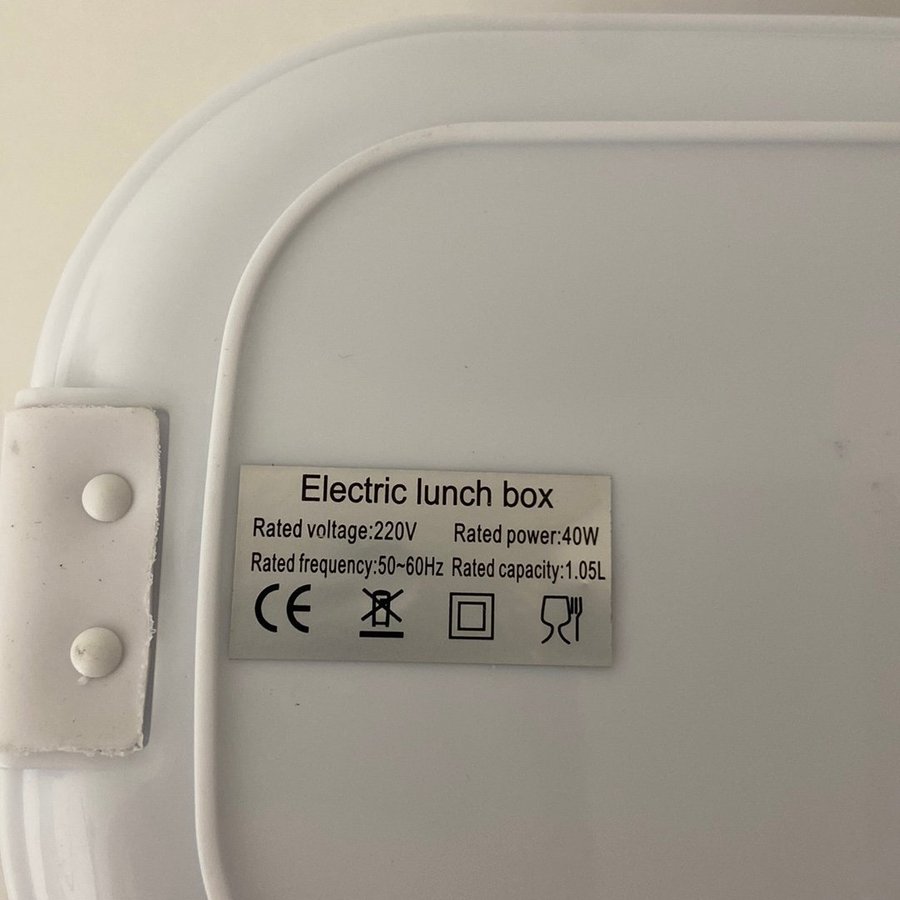 Electric lunch box
Rated voltage:220V Rated power:40W
Rated frequency:50~60Hz Rated capacity:1.05L
CE